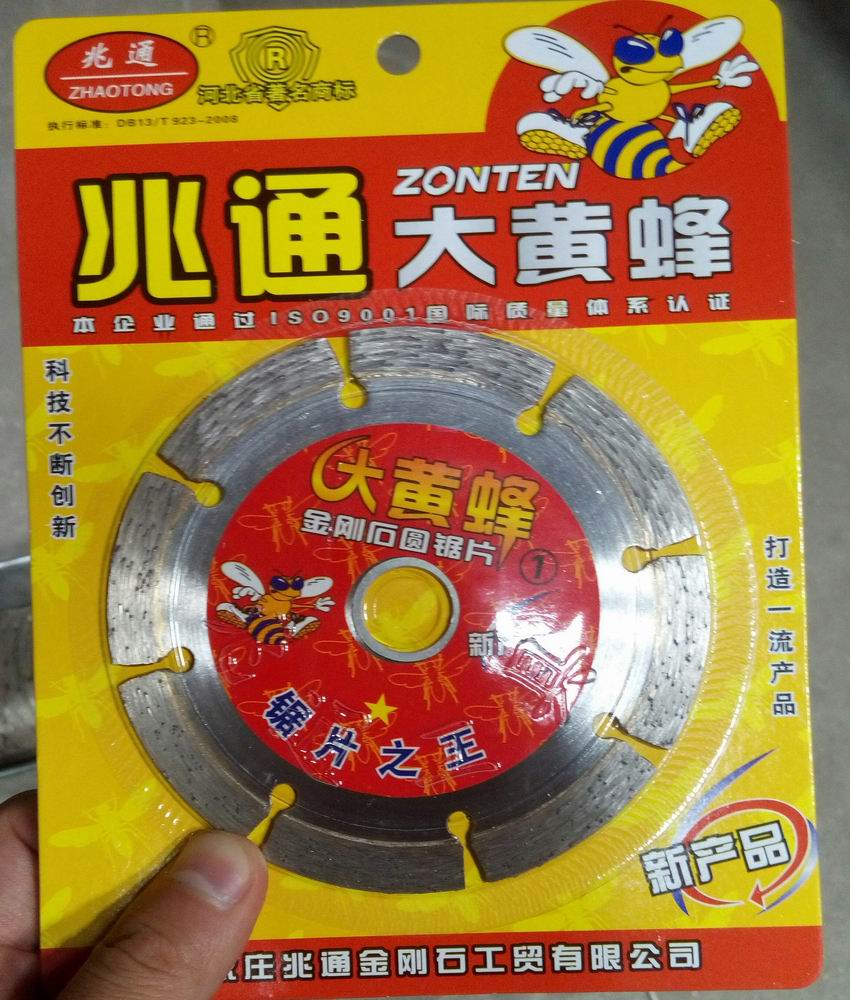 兆通
ZHAOTONG
®
R
河北省著名商标
执行标准：DB13/T 923-2008
ZONTEN
兆通 大黄蜂
本企业通过ISO9001国际质量体系认证
科技不断创新
大黄蜂
金刚石圆锯片
1
新
锯片之王
打造一流产品
新产品
庄兆通金刚石工贸有限公司